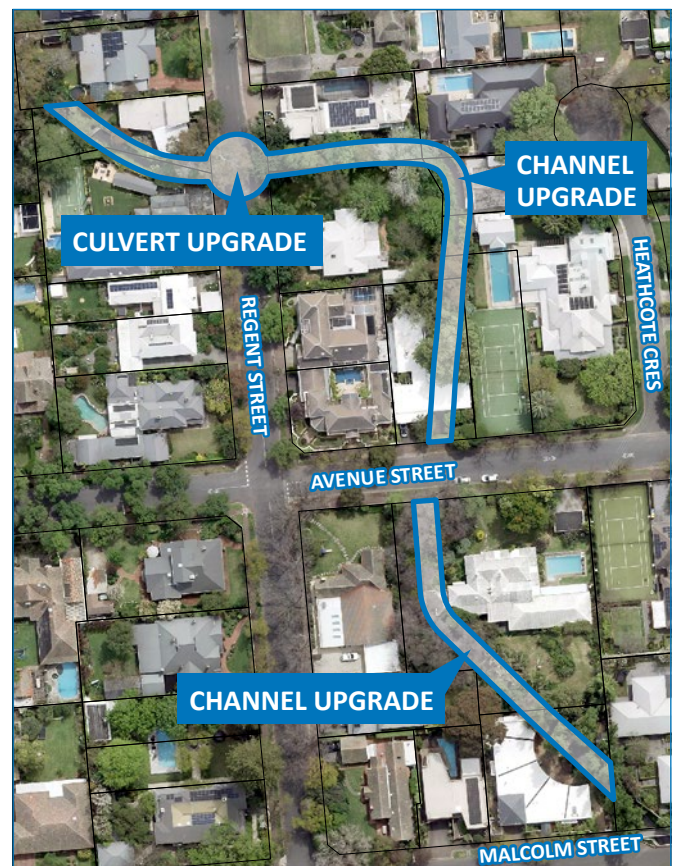 CHANNEL
UPGRADE
CULVERT UPGRADE
HEATHCOTE CRES
REGENT STREET
AVENUE STREET
CHANNEL UPGRADE
MALCOLM STREET